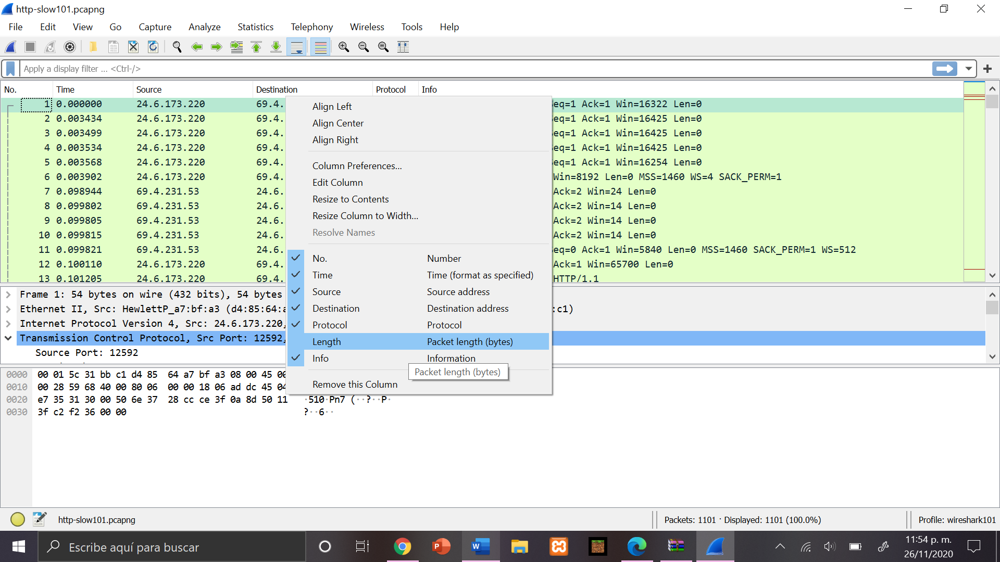 http-slow101.pcapng
File Edit View Go Capture Analyze Statistics Telephony Wireless Tools Help
Apply a display filter ... <Ctrl-/>
No. Time Source Destination Protocol Info
1 0.000000 24.6.173.220 69.4. eq=1 Ack=1 Win=16322 Len=0
2 0.003434 24.6.173.220 69.4. eq=1 Ack=1 Win=16425 Len=0
3 0.003499 24.6.173.220 69.4. eq=1 Ack=1 Win=16425 Len=0
4 0.003534 24.6.173.220 69.4. eq=1 Ack=1 Win=16425 Len=0
5 0.003568 24.6.173.220 69.4. eq=1 Ack=1 Win=16254 Len=0
6 0.003902 24.6.173.220 69.4. Win=8192 Len=0 MSS=1460 WS=4 SACK_PERM=1
7 0.098944 69.4.231.53 24.6. Ack=2 Win=24 Len=0
8 0.099802 69.4.231.53 24.6. Ack=2 Win=14 Len=0
9 0.099805 69.4.231.53 24.6. Ack=2 Win=14 Len=0
10 0.099815 69.4.231.53 24.6. Ack=2 Win=14 Len=0
11 0.099821 69.4.231.53 24.6. eq=0 Ack=1 Win=5840 Len=0 MSS=1460 SACK_PERM=1 WS=512
12 0.100110 24.6.173.220 69.4. Ack=1 Win=65700 Len=0
13 0.101205 24.6.173.220 69.4. HTTP/1.1
Align Left
Align Center
Align Right
Column Preferences...
Edit Column
Resize to Contents
Resize Column to Width...
Resolve Names
No. Number
Time Time (format as specified)
Source Source address
Destination Destination address
Protocol Protocol
Length Packet length (bytes)
Info Information
Packet length (bytes)
Remove this Column
Frame 1: 54 bytes on wire (432 bits), 54 bytes
Ethernet II, Src: HewlettP_a7:bf:a3 (d4:85:64:a :c1)
Internet Protocol Version 4, Src: 24.6.173.220,
Transmission Control Protocol, Src Port: 12592,
Source Port: 12592
0000 00 01 5c 31 bb c1 d4 85 64 a7 bf a3 08 00 45 00
0010 00 28 59 68 40 00 80 06 00 00 18 06 ad dc 45 04
0020 e7 35 31 30 00 50 6e 37 28 cc ce 3f 0a 8d 50 11 ·510·Pn7 (··?··P·
0030 3f c2 f2 36 00 00 ?··6··
http-slow101.pcapng
Packets: 1101 · Displayed: 1101 (100.0%)
Profile: wireshark101
Escribe aquí para buscar
11:54 p. m.
26/11/2020